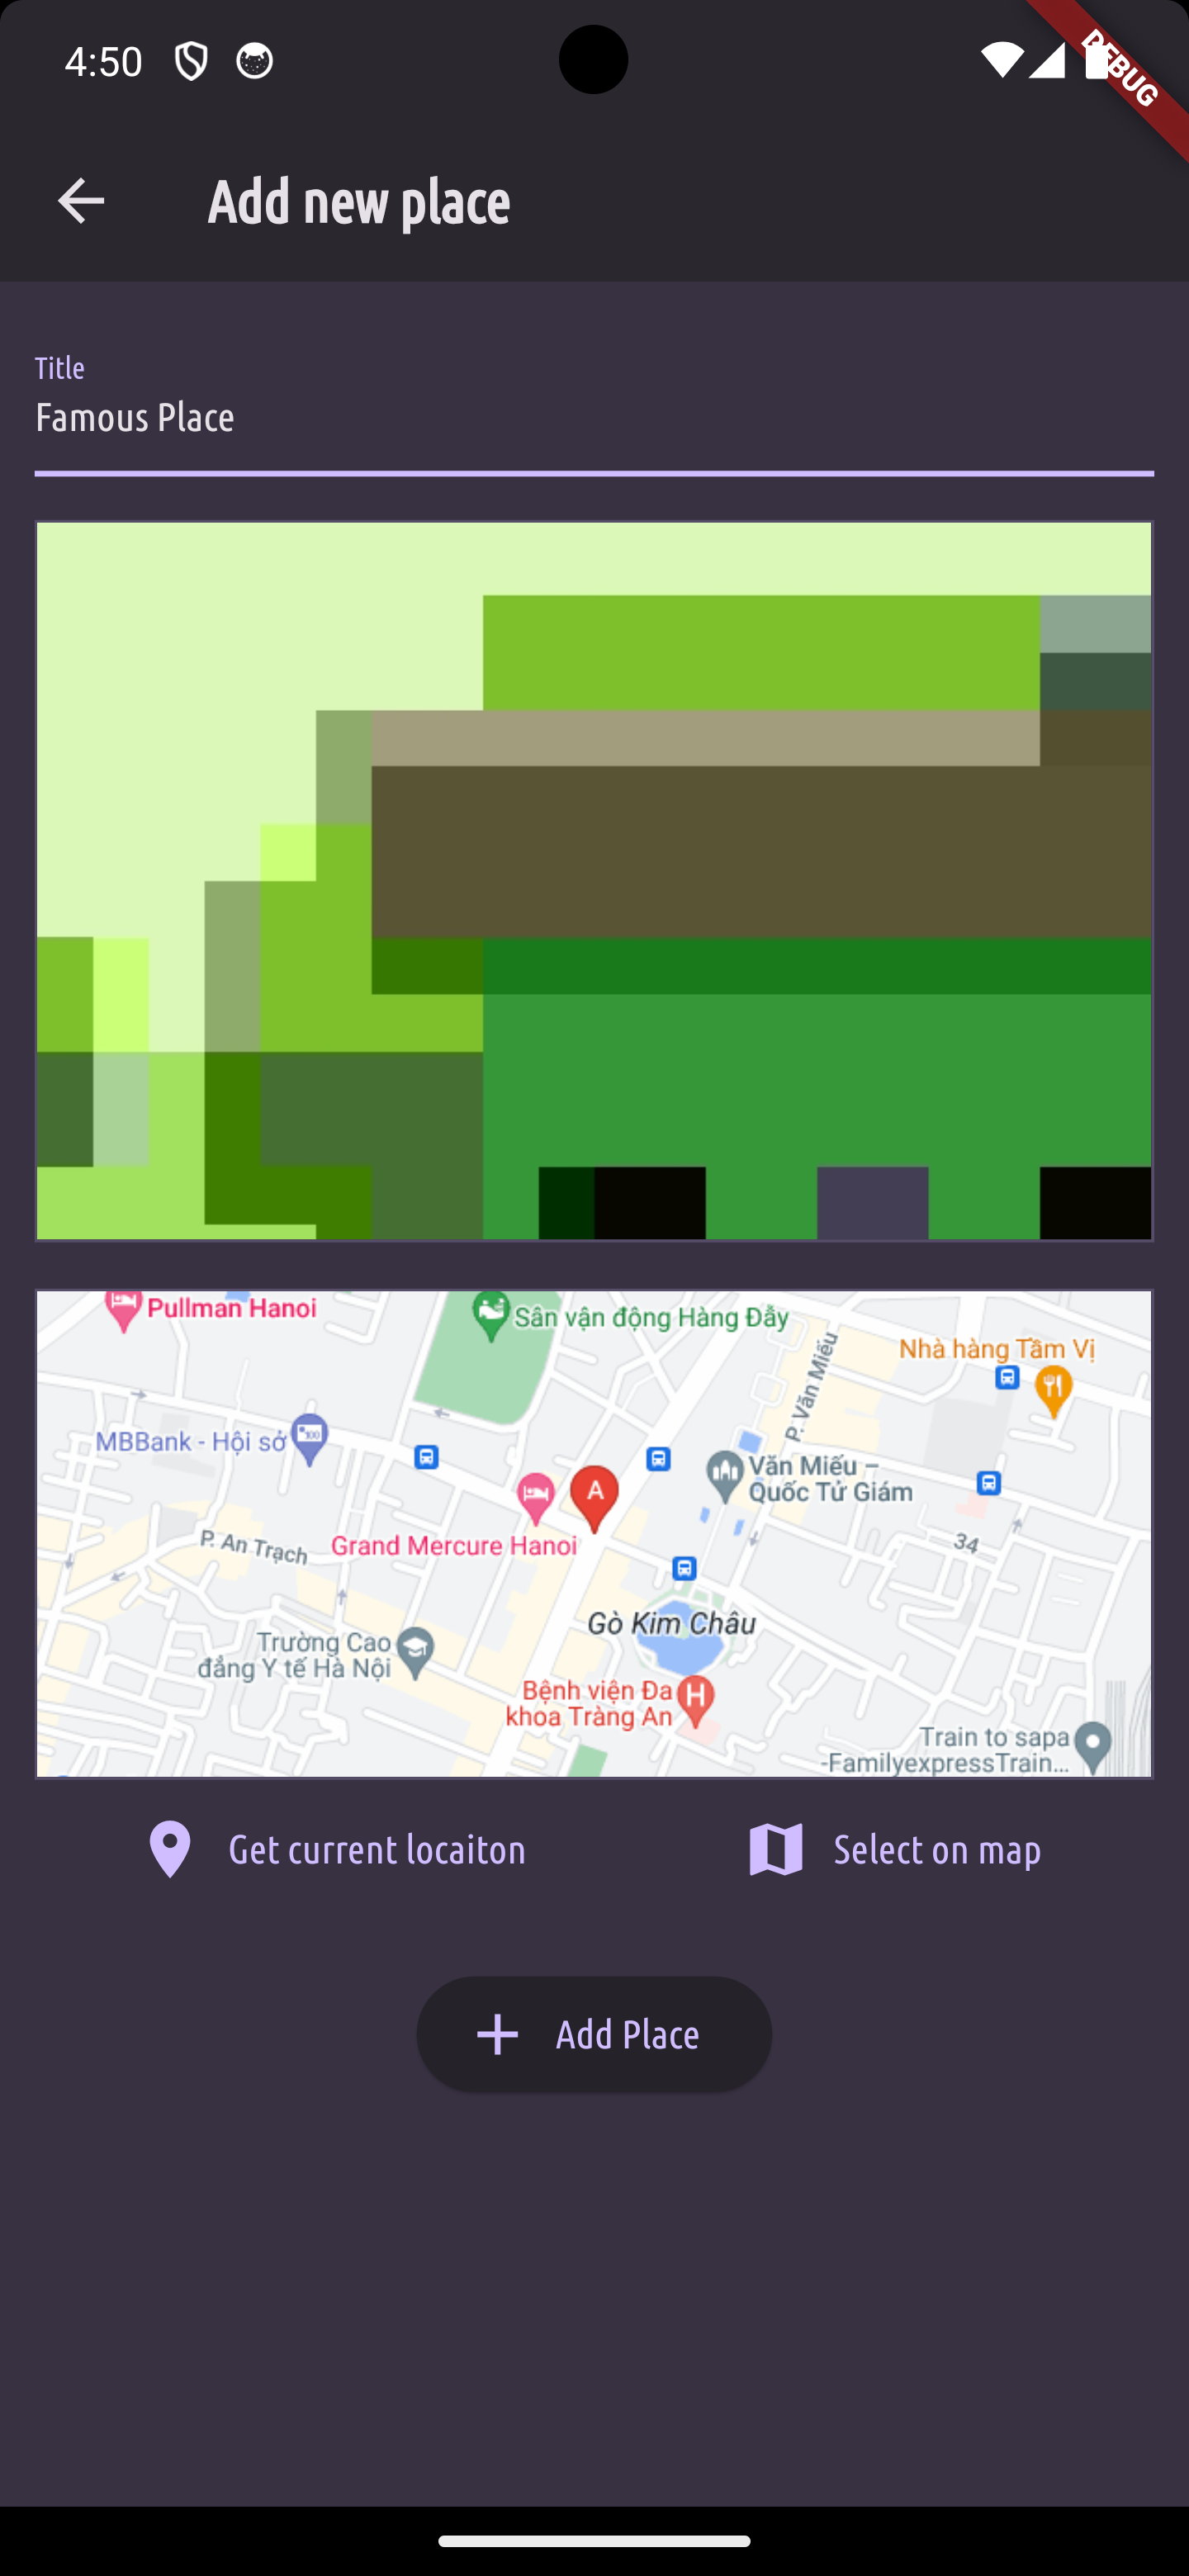 4:50
DEBUG
Add new place
Title
Famous Place
Pullman Hanoi
Sân vận động Hàng Đẫy
Nhà hàng Tầm Vị
P. Văn Miếu
MBBank - Hội sở
Văn Miếu –
Quốc Tử Giám
A
P. An Trạch
Grand Mercure Hanoi
34
Gò Kim Châu
Trường Cao
đẳng Y tế Hà Nội
Bệnh viện Đa
khoa Tràng An
H
Train to sapa
-FamilyexpressTrain...
Get current locaiton
Select on map
Add Place